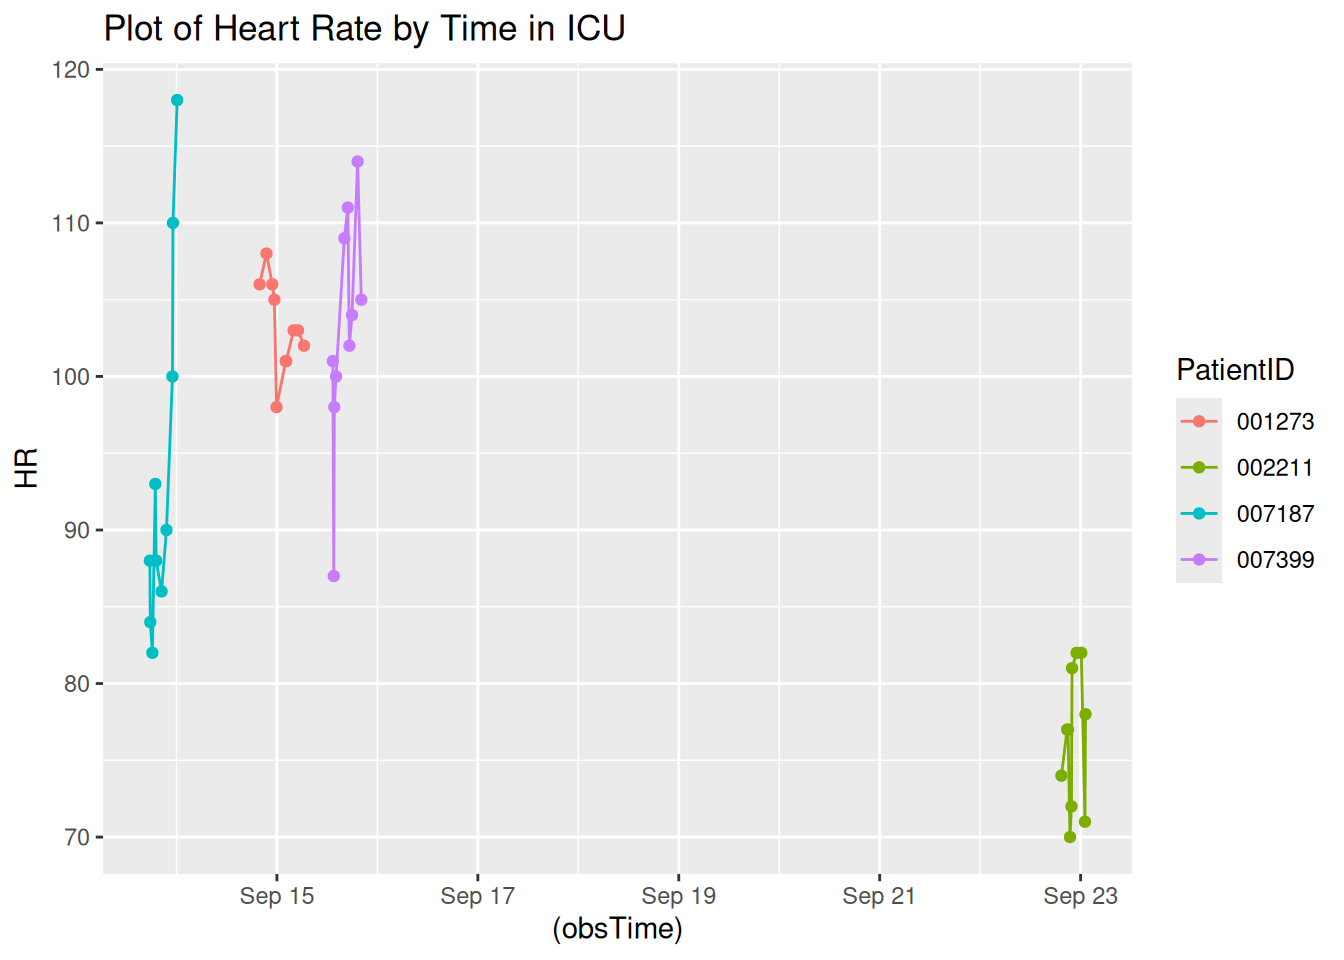 Plot of Heart Rate by Time in ICU
120
110
100
90
80
70
HR
Sep 15
Sep 17
Sep 19
Sep 21
Sep 23
(obsTime)
PatientID
001273
002211
007187
007399